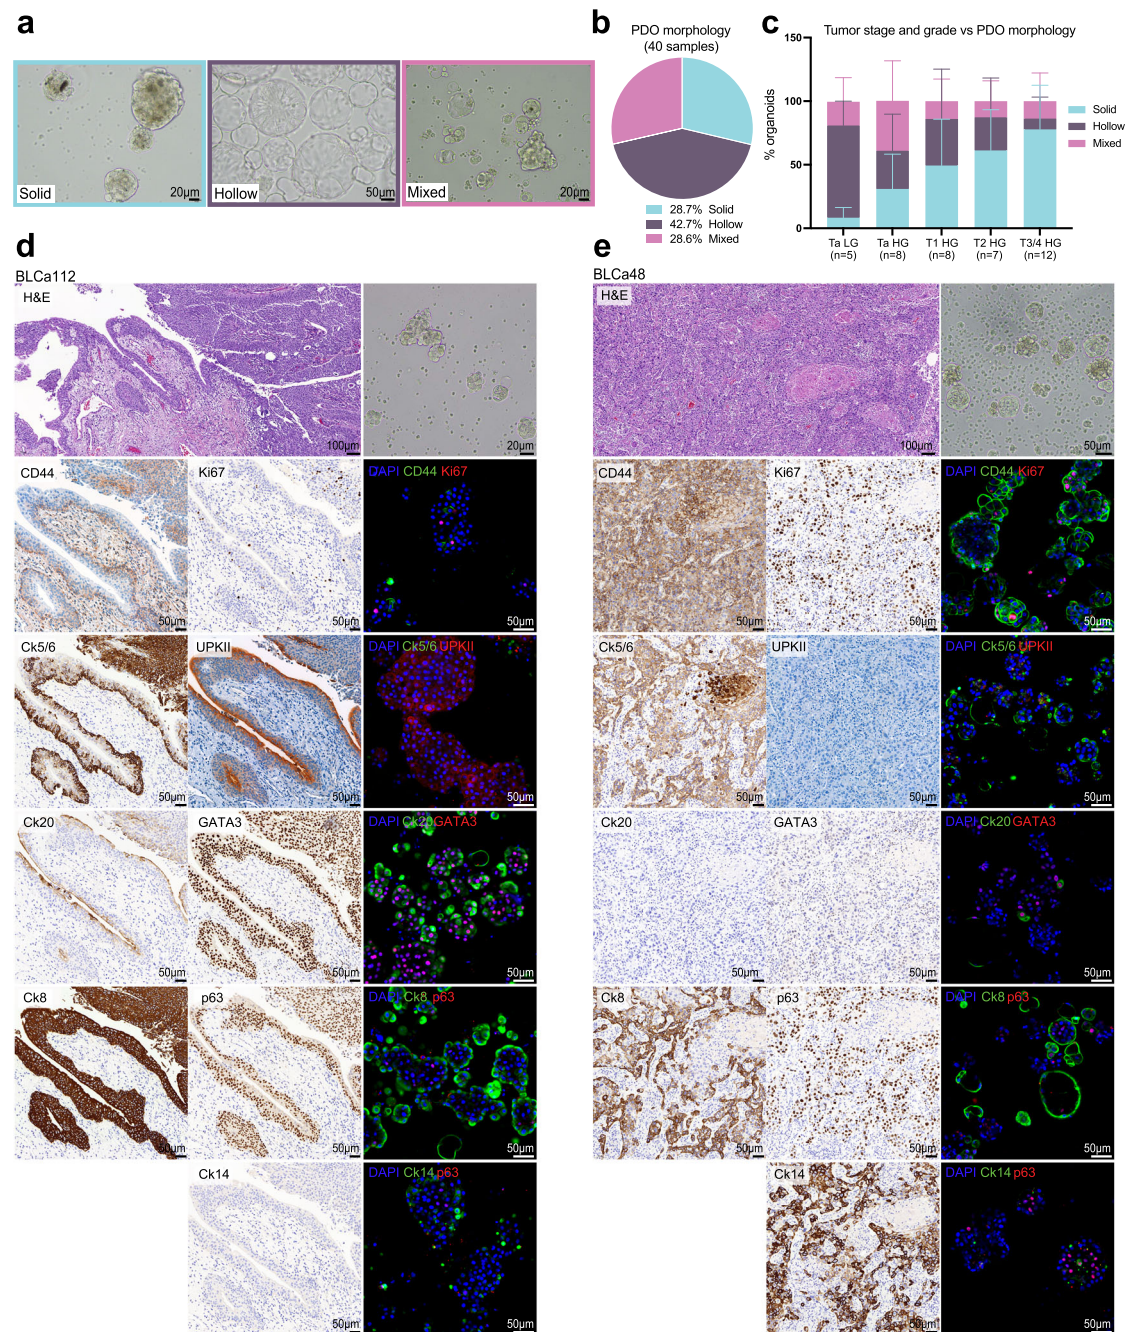 a
Solid
20µm
Hollow
50µm
Mixed
20µm
b
PDO morphology
(40 samples)
28.7% Solid
42.7% Hollow
28.6% Mixed
c
Tumor stage and grade vs PDO morphology
% organoids
150
100
50
0
Ta LG
(n=5)
Ta HG
(n=8)
T1 HG
(n=8)
T2 HG
(n=7)
T3/4 HG
(n=12)
Solid
Hollow
Mixed
d
BLCa112
H&E
100µm
20µm
CD44
50µm
Ki67
50µm
DAPI CD44 Ki67
50µm
Ck5/6
50µm
UPKII
50µm
DAPI Ck5/6 UPKII
50µm
Ck20
50µm
GATA3
50µm
DAPI Ck20 GATA3
50µm
Ck8
50µm
p63
50µm
DAPI Ck8 p63
50µm
Ck14
50µm
DAPI Ck14 p63
50µm
e
BLCa48
H&E
100µm
50µm
CD44
50µm
Ki67
50µm
DAPI CD44 Ki67
50µm
Ck5/6
50µm
UPKII
50µm
DAPI Ck5/6 UPKII
50µm
Ck20
50µm
GATA3
50µm
DAPI Ck20 GATA3
50µm
Ck8
50µm
p63
50µm
DAPI Ck8 p63
50µm
Ck14
50µm
DAPI Ck14 p63
50µm